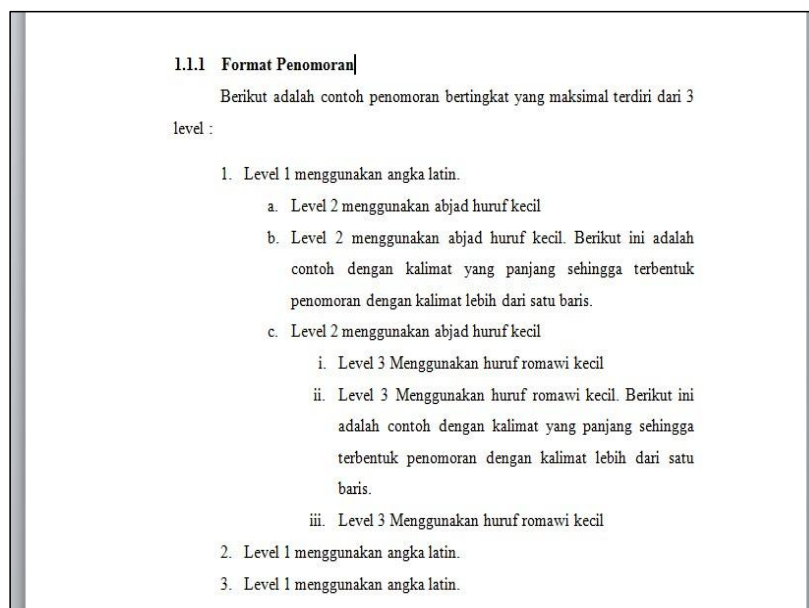 1.1.1 Format Penomoran
Berikut adalah contoh penomoran bertingkat yang maksimal terdiri dari 3
level :
1. Level 1 menggunakan angka latin.
a. Level 2 menggunakan abjad huruf kecil
b. Level 2 menggunakan abjad huruf kecil. Berikut ini adalah
contoh dengan kalimat yang panjang sehingga terbentuk
penomoran dengan kalimat lebih dari satu baris.
c. Level 2 menggunakan abjad huruf kecil
i. Level 3 Menggunakan huruf romawi kecil
ii. Level 3 Menggunakan huruf romawi kecil. Berikut ini
adalah contoh dengan kalimat yang panjang sehingga
terbentuk penomoran dengan kalimat lebih dari satu
baris.
iii. Level 3 Menggunakan huruf romawi kecil
2. Level 1 menggunakan angka latin.
3. Level 1 menggunakan angka latin.